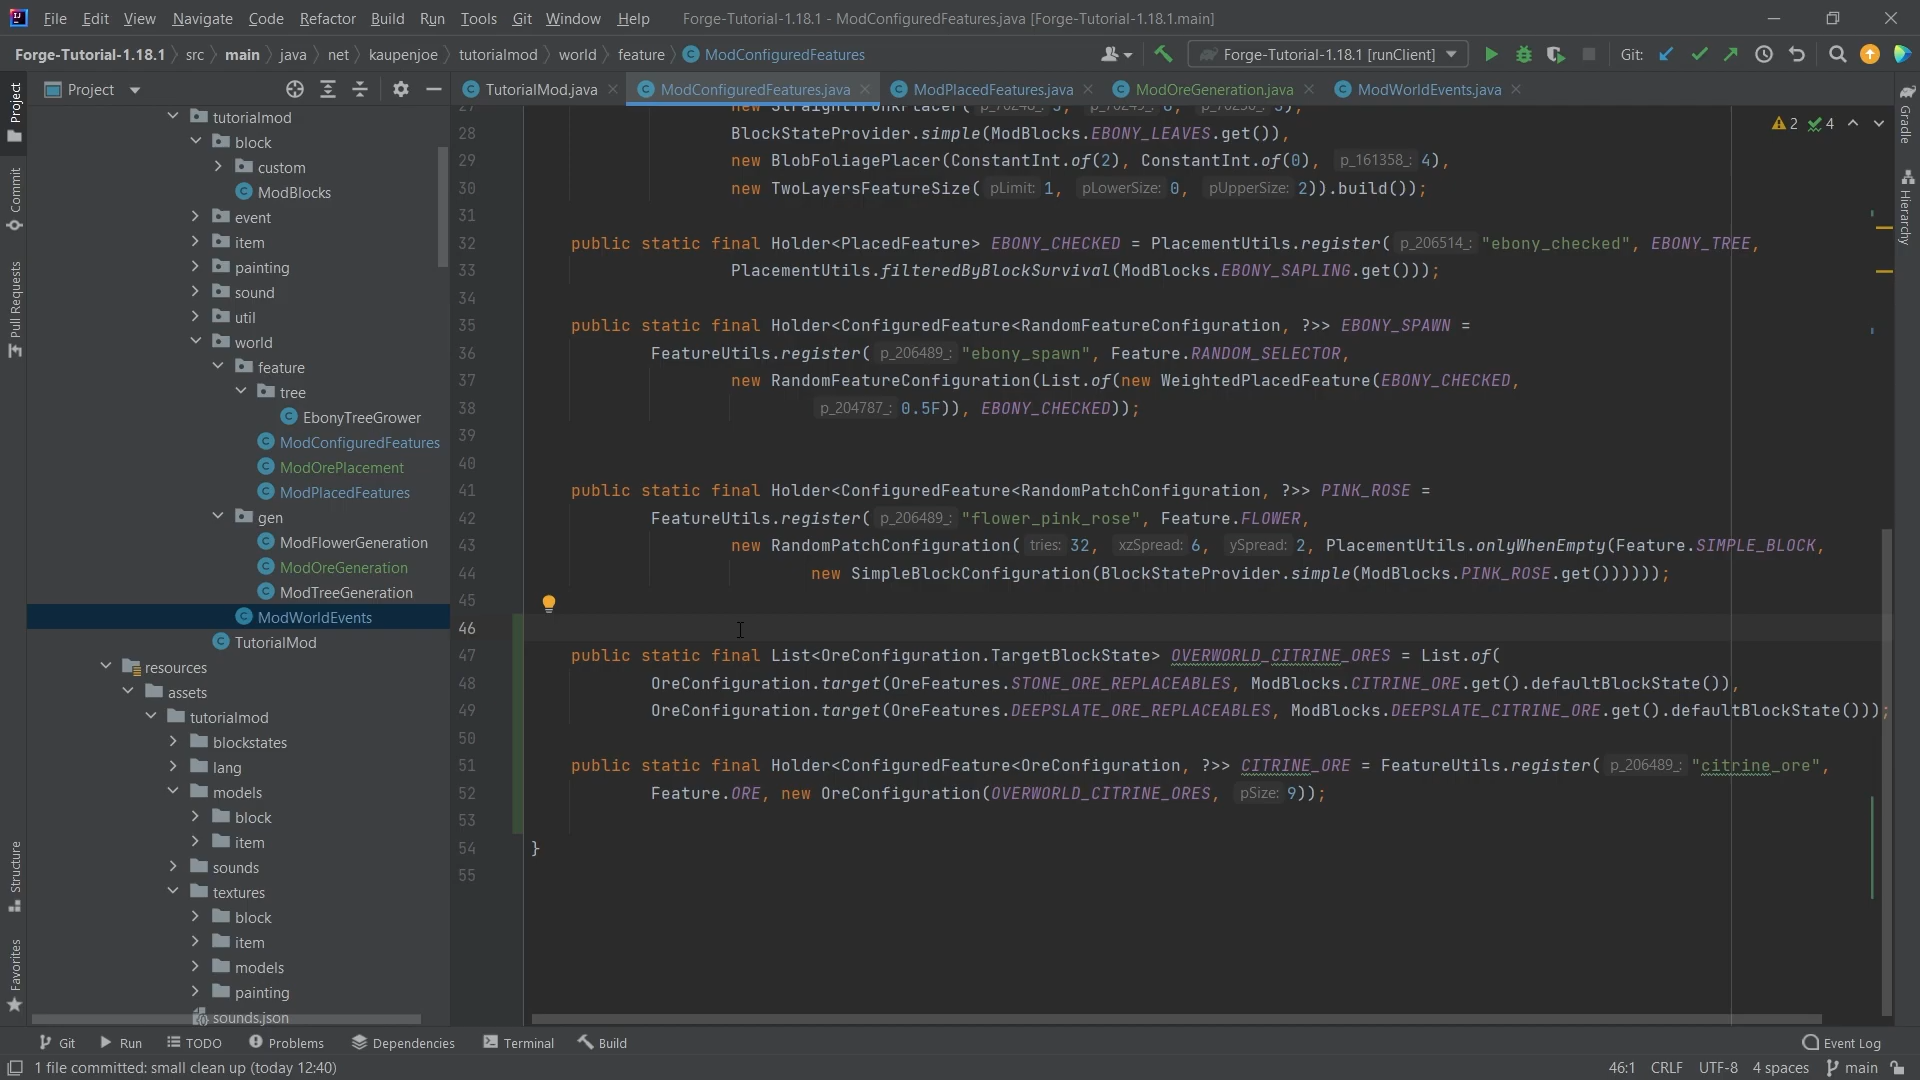 File Edit View Navigate Code Refactor Build Run Tools Git Window Help Forge-Tutorial-1.18.1 - ModConfiguredFeatures.java [Forge-Tutorial-1.18.1.main]
Forge-Tutorial-1.18.1 src main java net kaupenjoe tutorialmod world feature ModConfiguredFeatures Forge-Tutorial-1.18.1 [runClient] Git:
Project
TutorialMod.java ModConfiguredFeatures.java ModPlacedFeatures.java ModOreGeneration.java ModWorldEvents.java
Project
Commit
Pull Requests
Structure
Favorites
tutorialmod
block
custom
ModBlocks
event
item
painting
sound
util
world
feature
tree
EbonyTreeGrower
ModConfiguredFeatures
ModOrePlacement
ModPlacedFeatures
gen
ModFlowerGeneration
ModOreGeneration
ModTreeGeneration
ModWorldEvents
TutorialMod
resources
assets
tutorialmod
blockstates
lang
models
block
item
sounds
textures
block
item
models
painting
sounds.json
28 BlockStateProvider.simple(ModBlocks.EBONY_LEAVES.get()),
29 new BlobFoliagePlacer(ConstantInt.of(2), ConstantInt.of(0), p_161358_: 4),
30 new TwoLayersFeatureSize( pLimit: 1, pLowerSize: 0, pUpperSize: 2)).build());
31
32 public static final Holder<PlacedFeature> EBONY_CHECKED = PlacementUtils.register( p_206514_: "ebony_checked", EBONY_TREE,
33 PlacementUtils.filteredByBlockSurvival(ModBlocks.EBONY_SAPLING.get()));
34
35 public static final Holder<ConfiguredFeature<RandomFeatureConfiguration, ?>> EBONY_SPAWN =
36 FeatureUtils.register( p_206489_: "ebony_spawn", Feature.RANDOM_SELECTOR,
37 new RandomFeatureConfiguration(List.of(new WeightedPlacedFeature(EBONY_CHECKED,
38 p_204787_: 0.5F)), EBONY_CHECKED));
39
40
41 public static final Holder<ConfiguredFeature<RandomPatchConfiguration, ?>> PINK_ROSE =
42 FeatureUtils.register( p_206489_: "flower_pink_rose", Feature.FLOWER,
43 new RandomPatchConfiguration( tries: 32, xzSpread: 6, ySpread: 2, PlacementUtils.onlyWhenEmpty(Feature.SIMPLE_BLOCK,
44 new SimpleBlockConfiguration(BlockStateProvider.simple(ModBlocks.PINK_ROSE.get())))));
45
46
47 public static final List<OreConfiguration.TargetBlockState> OVERWORLD_CITRINE_ORES = List.of(
48 OreConfiguration.target(OreFeatures.STONE_ORE_REPLACEABLES, ModBlocks.CITRINE_ORE.get().defaultBlockState()),
49 OreConfiguration.target(OreFeatures.DEEPSLATE_ORE_REPLACEABLES, ModBlocks.DEEPSLATE_CITRINE_ORE.get().defaultBlockState()));
50
51 public static final Holder<ConfiguredFeature<OreConfiguration, ?>> CITRINE_ORE = FeatureUtils.register( p_206489_: "citrine_ore",
52 Feature.ORE, new OreConfiguration(OVERWORLD_CITRINE_ORES, pSize: 9));
53
54 }
55
2 4
Gradle
Hierarchy
Git Run TODO Problems Dependencies Terminal Build Event Log
1 file committed: small clean up (today 12:40) 46:1 CRLF UTF-8 4 spaces main